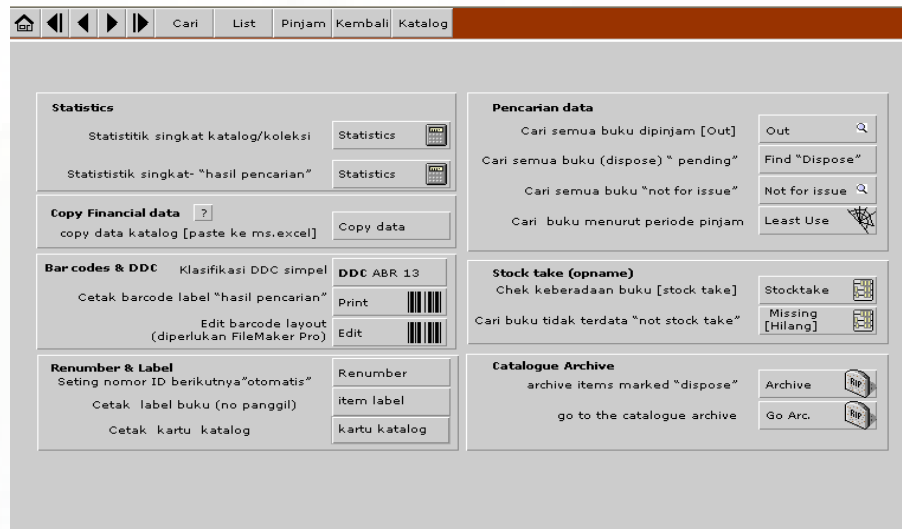 Cari List Pinjam Kembali Katalog
Statistics
Statistitik singkat katalog/koleksi Statistics
Statististik singkat- "hasil pencarian" Statistics
Copy Financial data ?
copy data katalog [paste ke ms.excel] Copy data
Bar codes & DDC Klasifikasi DDC simpel DDC ABR 13
Cetak barcode label "hasil pencarian" Print
Edit barcode layout
(diperlukan FileMaker Pro) Edit
Renumber & Label
Seting nomor ID berikutnya"otomatis" Renumber
Cetak label buku (no panggil) item label
Cetak kartu katalog kartu katalog
Pencarian data
Cari semua buku dipinjam [Out] Out
Cari semua buku (dispose) " pending" Find "Dispose"
Cari semua buku "not for issue" Not for issue
Cari buku menurut periode pinjam Least Use
Stock take (opname)
Chek keberadaan buku [stock take] Stocktake
Cari buku tidak terdata "not stock take" Missing
[Hilang]
Catalogue Archive
archive items marked "dispose" Archive RIP
go to the catalogue archive Go Arc. RIP